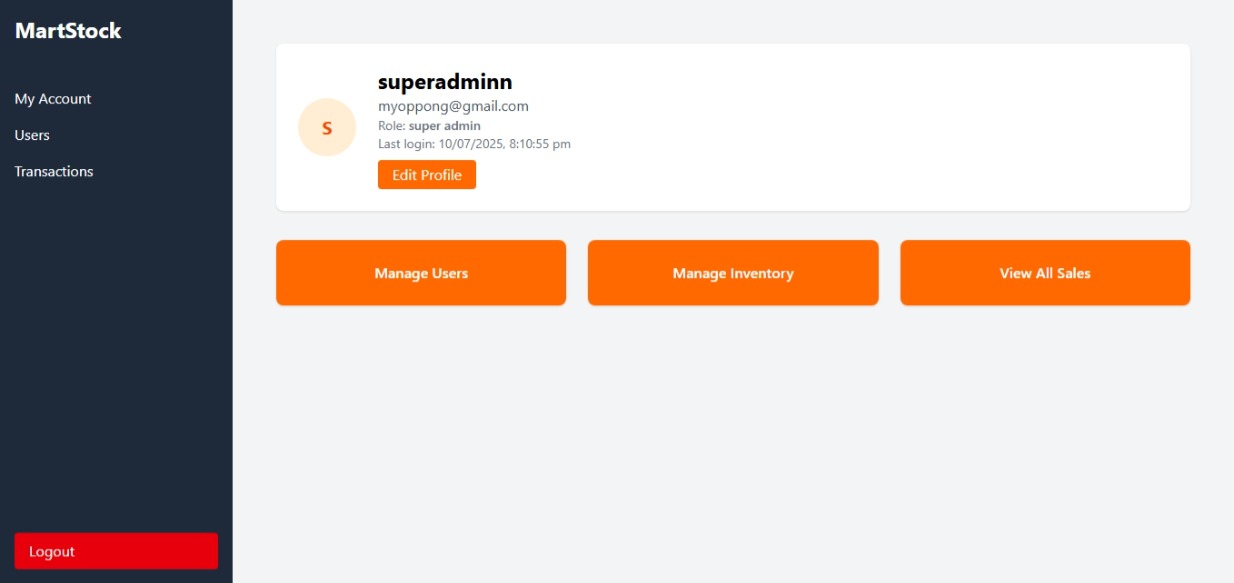 MartStock
My Account
Users
Transactions
Logout
S
superadminn
myoppong@gmail.com
Role: super admin
Last login: 10/07/2025, 8:10:55 pm
Edit Profile
Manage Users
Manage Inventory
View All Sales